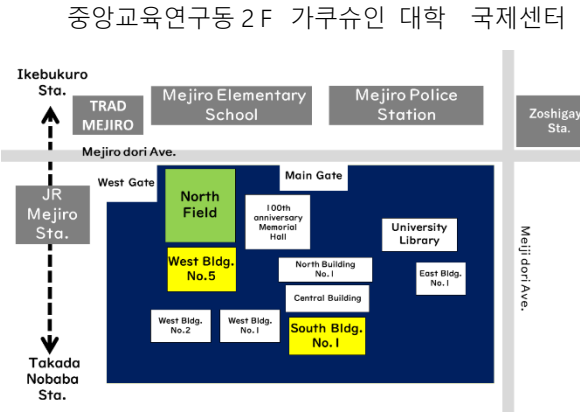 중앙교육연구동 2 F 가쿠슈인 대학 국제센터
Ikebukuro
Sta.
TRAD
MEJIRO
Mejiro Elementary
School
Mejiro Police
Station
Zoshigay
Sta.
Mejiro dori Ave.
JR
Mejiro
Sta.
West Gate
North
Field
Main Gate
100th
anniversary
Memorial
Hall
University
Library
West Bldg.
No.5
North Building
No.1
East Bldg.
No.1
Central Building
West Bldg.
No.2
West Bldg.
No.1
South Bldg.
No.1
Meiji dori Ave.
Takada
Nobaba
Sta.